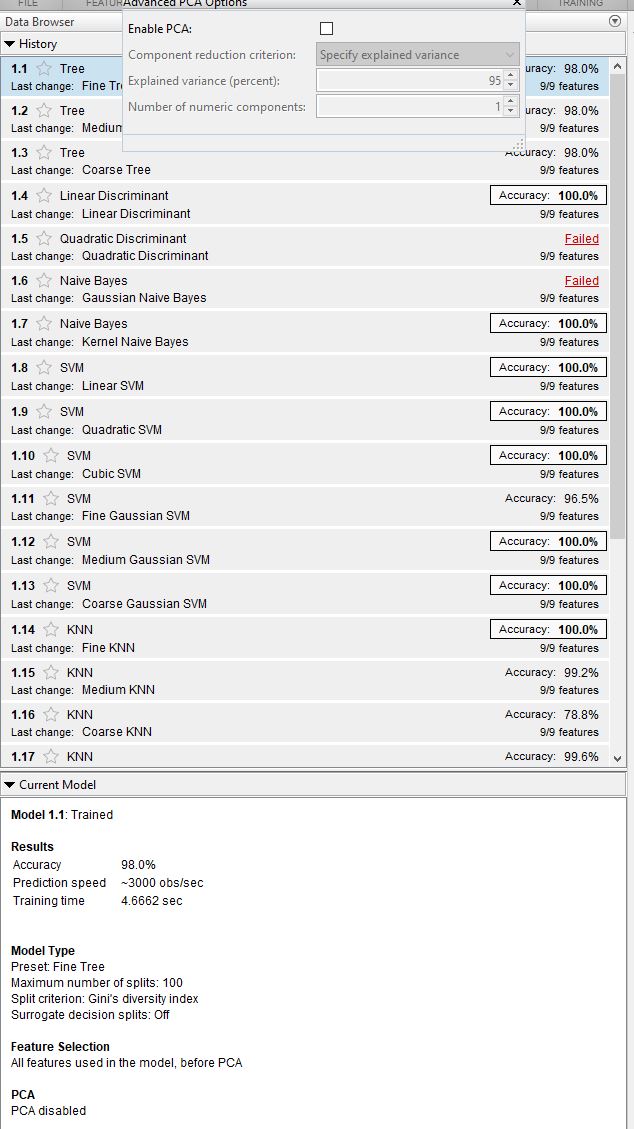 FILE FEATUR TRAINING
Advanced PCA Options
Data Browser
Enable PCA:
History
Component reduction criterion: Specify explained variance
1.1 Tree uracy: 98.0%
Explained variance (percent): 95
Last change: Fine Tre 9/9 features
Number of numeric components: 1
1.2 Tree uracy: 98.0%
Last change: Medium 9/9 features
1.3 Tree Accuracy: 98.0%
Last change: Coarse Tree 9/9 features
1.4 Linear Discriminant Accuracy: 100.0%
Last change: Linear Discriminant 9/9 features
1.5 Quadratic Discriminant Failed
Last change: Quadratic Discriminant 9/9 features
1.6 Naive Bayes Failed
Last change: Gaussian Naive Bayes 9/9 features
1.7 Naive Bayes Accuracy: 100.0%
Last change: Kernel Naive Bayes 9/9 features
1.8 SVM Accuracy: 100.0%
Last change: Linear SVM 9/9 features
1.9 SVM Accuracy: 100.0%
Last change: Quadratic SVM 9/9 features
1.10 SVM Accuracy: 100.0%
Last change: Cubic SVM 9/9 features
1.11 SVM Accuracy: 96.5%
Last change: Fine Gaussian SVM 9/9 features
1.12 SVM Accuracy: 100.0%
Last change: Medium Gaussian SVM 9/9 features
1.13 SVM Accuracy: 100.0%
Last change: Coarse Gaussian SVM 9/9 features
1.14 KNN Accuracy: 100.0%
Last change: Fine KNN 9/9 features
1.15 KNN Accuracy: 99.2%
Last change: Medium KNN 9/9 features
1.16 KNN Accuracy: 78.8%
Last change: Coarse KNN 9/9 features
1.17 KNN Accuracy: 99.6%
Current Model
Model 1.1: Trained
Results
Accuracy 98.0%
Prediction speed ~3000 obs/sec
Training time 4.6662 sec
Model Type
Preset: Fine Tree
Maximum number of splits: 100
Split criterion: Gini's diversity index
Surrogate decision splits: Off
Feature Selection
All features used in the model, before PCA
PCA
PCA disabled